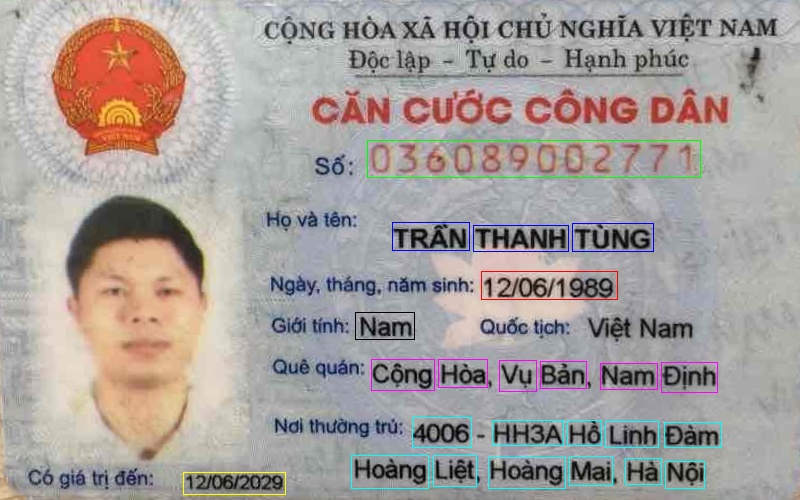 CỘNG HÒA XÃ HỘI CHỦ NGHĨA VIỆT NAM
Độc lập - Tự do - Hạnh phúc
CĂN CƯỚC CÔNG DÂN
Số: 036089002771
Họ và tên:
TRẦN THANH TÙNG
Ngày, tháng, năm sinh: 12/06/1989
Giới tính: Nam Quốc tịch: Việt Nam
Quê quán: Cộng Hòa, Vụ Bản, Nam Định
Nơi thường trú: 4006 - HH3A Hồ Linh Đàm
Hoàng Liệt, Hoàng Mai, Hà Nội
Có giá trị đến: 12/06/2029